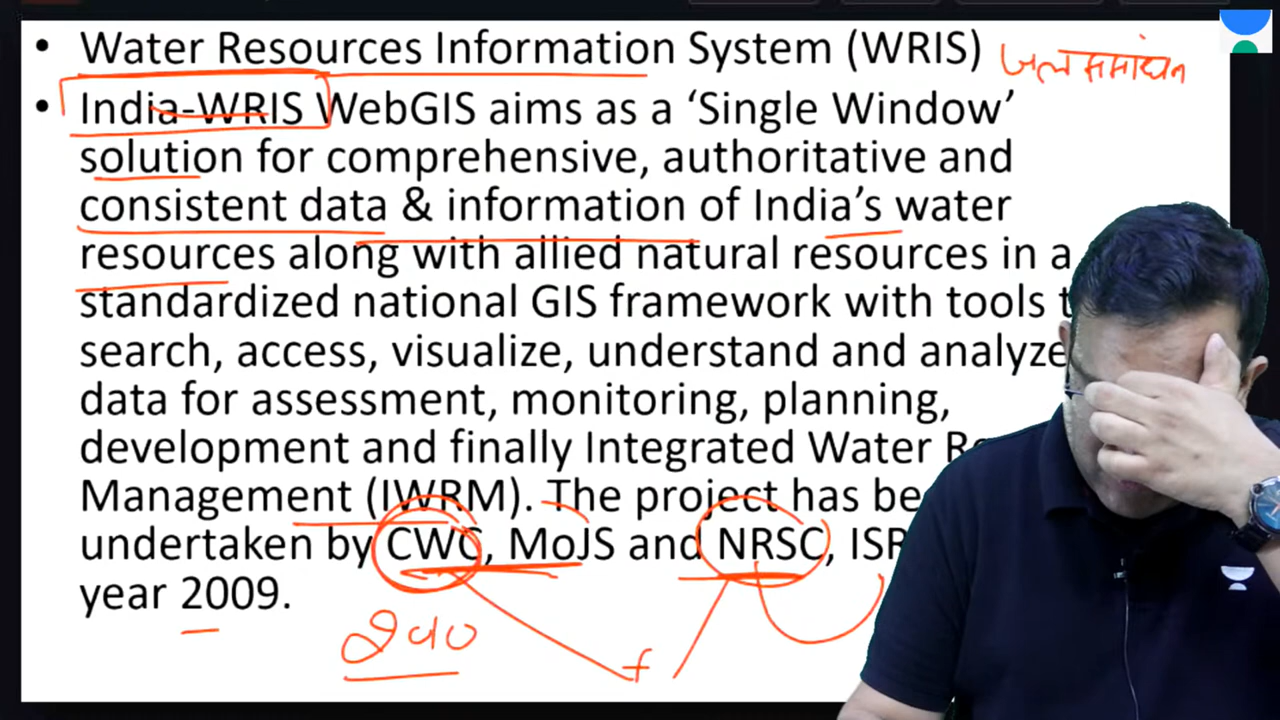 • Water Resources Information System (WRIS) जल संसाधन
• India-WRIS WebGIS aims as a ‘Single Window’
solution for comprehensive, authoritative and
consistent data & information of India’s water
resources along with allied natural resources in a
standardized national GIS framework with tools
search, access, visualize, understand and analyze
data for assessment, monitoring, planning,
development and finally Integrated Water
Management (IWRM). The project has
undertaken by CWC, MoJS and NRSC,
year 2009.